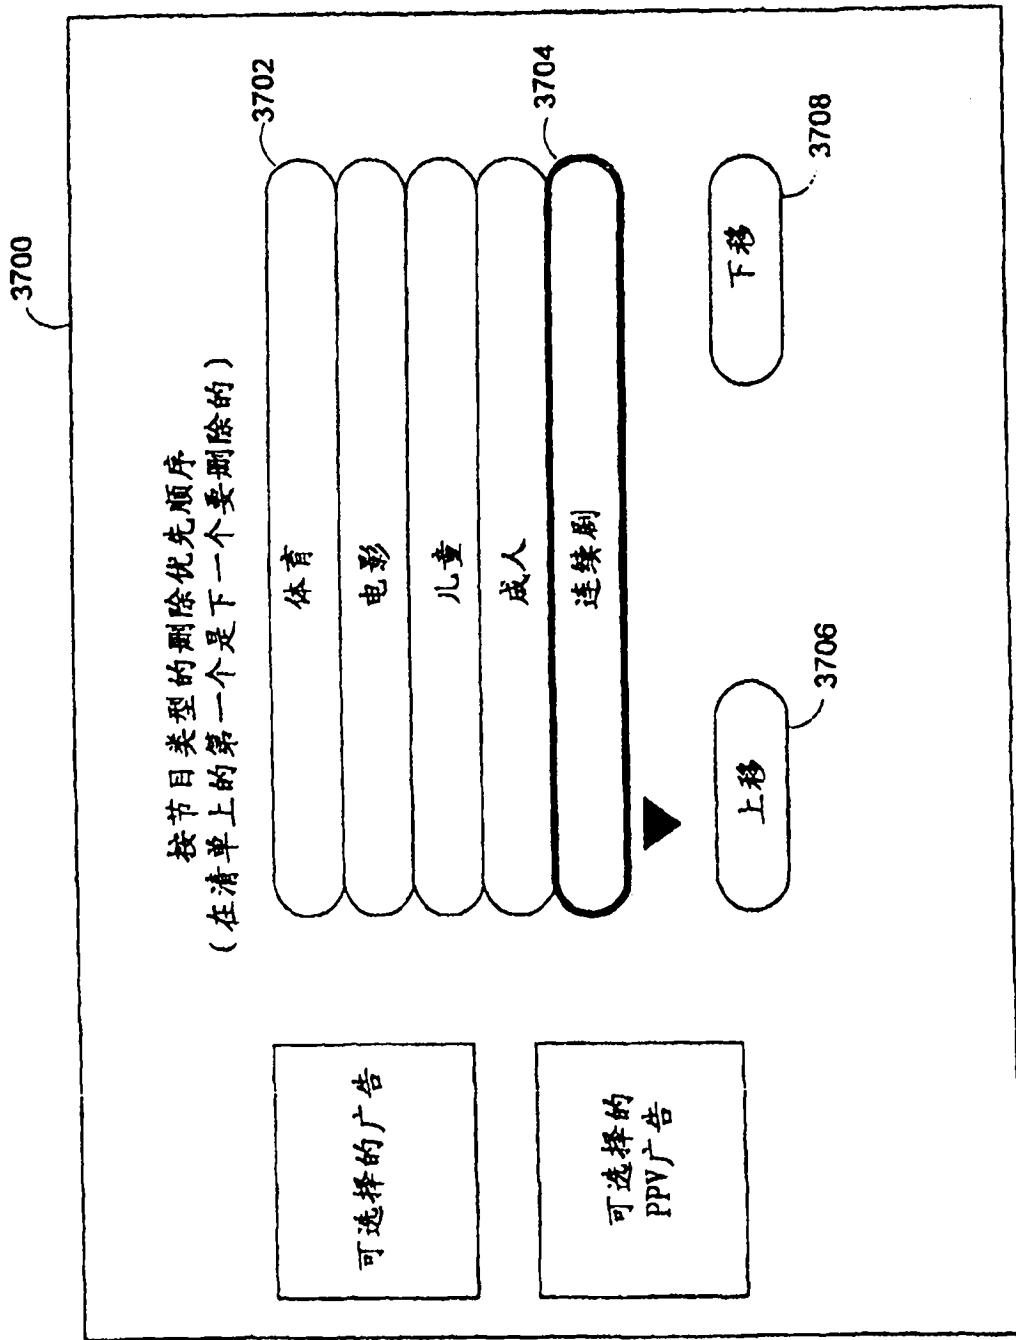 3700
按节目类型的删除优先顺序
(在清单上的第一个是下一个要删除的)
3702
体育
电影
儿童
成人
3704
连续剧
上移
3706
下移
3708
可选择的广告
可选择的
PPV广告